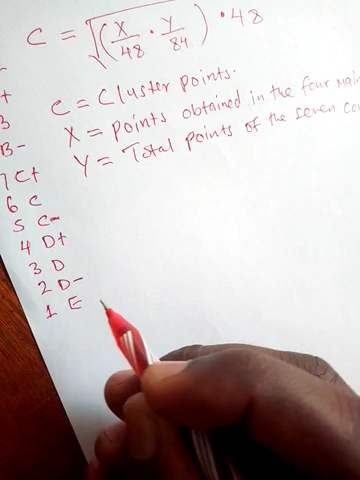 C = √(X/48 · Y/84) · 48
C = Cluster points.
X = points obtained in the four main
Y = Total points of the seven
B
B-
7 C+
6 C
5 C-
4 D+
3 D
2 D-
1 E